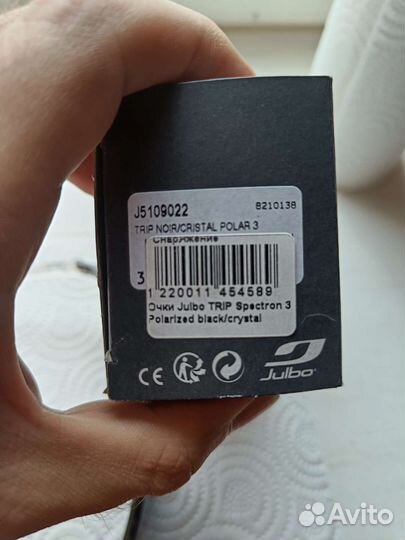 J5109022 8210138
TRIP NOIR/CRISTAL POLAR 3
Снаряжение
3
1 220011 454589
Очки Julbo TRIP Spectron 3
Polarized black/crystal
CE
Julbo
Avito